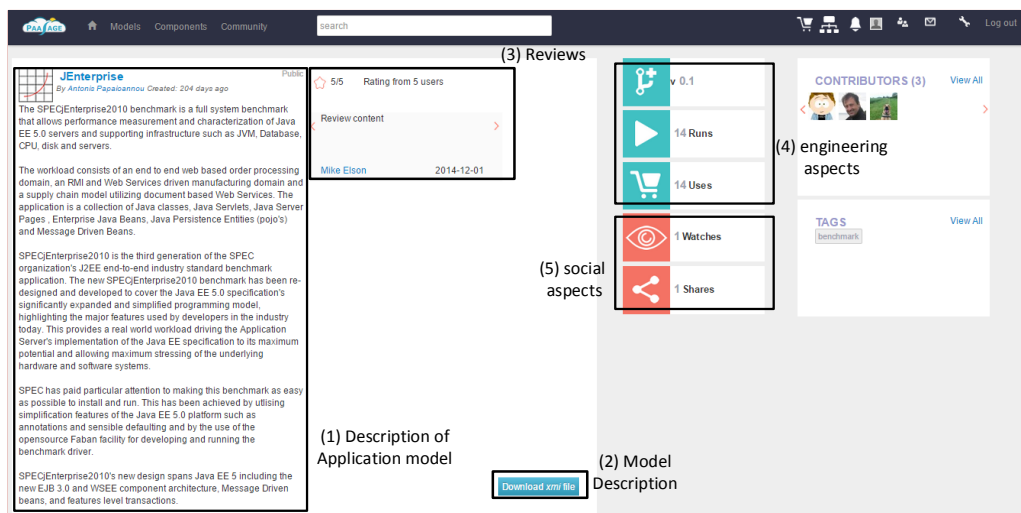 PAASAGE
Models Components Community
search
Log out
(3) Reviews
JEnterprise
Public
By Antonis Papaioannou Created: 204 days ago
The SPECjEnterprise2010 benchmark is a full system benchmark
that allows performance measurement and characterization of Java
EE 5.0 servers and supporting infrastructure such as JVM, Database,
CPU, disk and servers.
The workload consists of an end to end web based order processing
domain, an RMI and Web Services driven manufacturing domain and
a supply chain model utilizing document based Web Services. The
application is a collection of Java classes, Java Servlets, Java Server
Pages , Enterprise Java Beans, Java Persistence Entities (pojo's)
and Message Driven Beans.
SPECjEnterprise2010 is the third generation of the SPEC
organization's J2EE end-to-end industry standard benchmark
application. The new SPECjEnterprise2010 benchmark has been re-
designed and developed to cover the Java EE 5.0 specification's
significantly expanded and simplified programming model,
highlighting the major features used by developers in the industry
today. This provides a real world workload driving the Application
Server's implementation of the Java EE specification to its maximum
potential and allowing maximum stressing of the underlying
hardware and software systems.
SPEC has paid particular attention to making this benchmark as easy
as possible to install and run. This has been achieved by utlising
simplification features of the Java EE 5.0 platform such as
annotations and sensible defaulting and by the use of the
opensource Faban facility for developing and running the
benchmark driver.
SPECjEnterprise2010's new design spans Java EE 5 including the
new EJB 3.0 and WSEE component architecture, Message Driven
beans, and features level transactions.
5/5 Rating from 5 users
Review content
Mike Elson 2014-12-01
(1) Description of
Application model
Download xmi file
(2) Model
Description
v 0.1
14 Runs
14 Uses
(4) engineering
aspects
1 Watches
1 Shares
(5) social
aspects
CONTRIBUTORS (3) View All
TAGS View All
benchmark